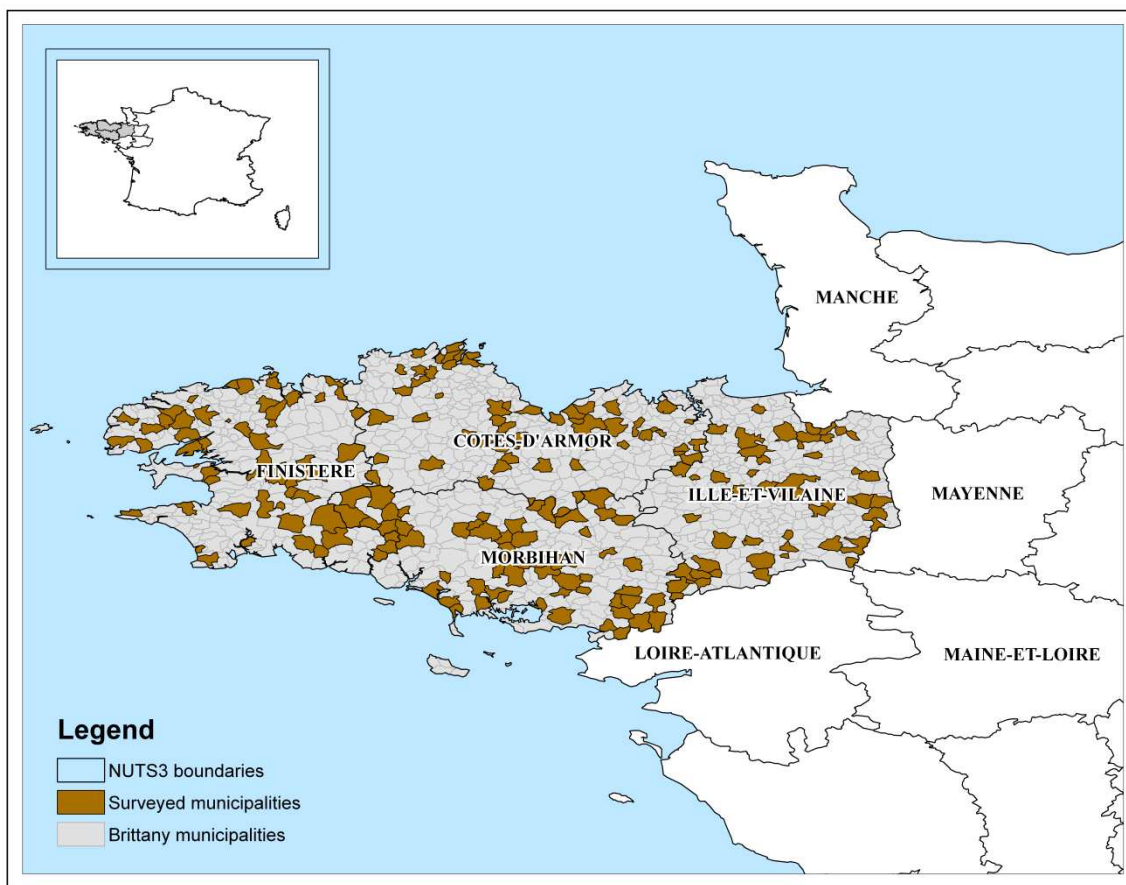 MANCHE
COTES-D'ARMOR
FINISTERE
ILLE-ET-VILAINE
MAYENNE
MORBIHAN
LOIRE-ATLANTIQUE
MAINE-ET-LOIRE
Legend
NUTS3 boundaries
Surveyed municipalities
Brittany municipalities